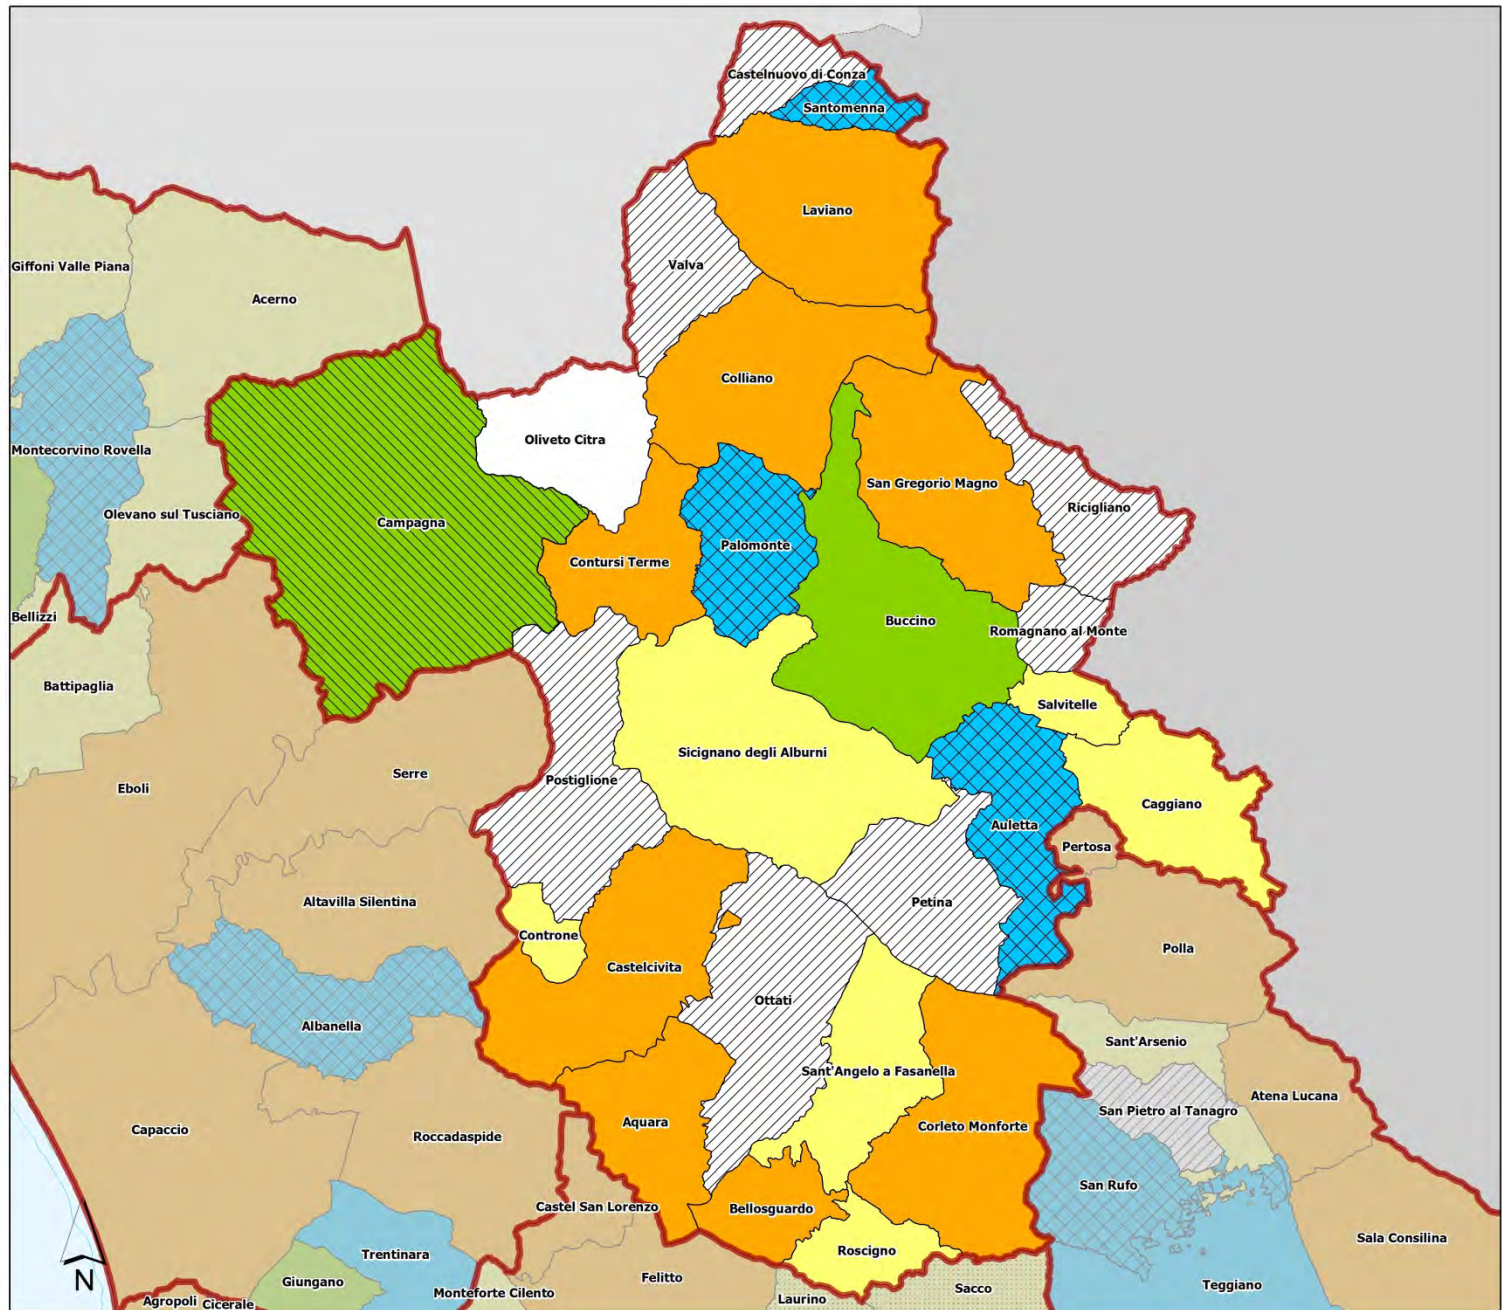 Castelnuovo di Conza
Santomenna
Laviano
Giffoni Valle Piana
Valva
Acerno
Colliano
Oliveto Citra
Montecorvino Rovella
San Gregorio Magno
Ricigliano
Olevano sul Tusciano
Campagna
Palomonte
Contursi Terme
Bellizzi
Buccino
Romagnano al Monte
Battipaglia
Salvitelle
Sicignano degli Alburni
Serre
Postiglione
Eboli
Caggiano
Auletta
Pertosa
Altavilla Silentina
Petina
Controne
Polla
Castelcivita
Ottati
Albanella
Sant'Arsenio
Sant'Angelo a Fasanella
Atena Lucana
San Pietro al Tanagro
Aquara
Corleto Monforte
Capaccio
Roccadaspide
San Rufo
Castel San Lorenzo
Bellosguardo
Sala Consilina
Roscigno
Trentinara
N
Felitto
Giungano
Teggiano
Sacco
Monteforte Cilento
Laurino
Agropoli
Cicerale